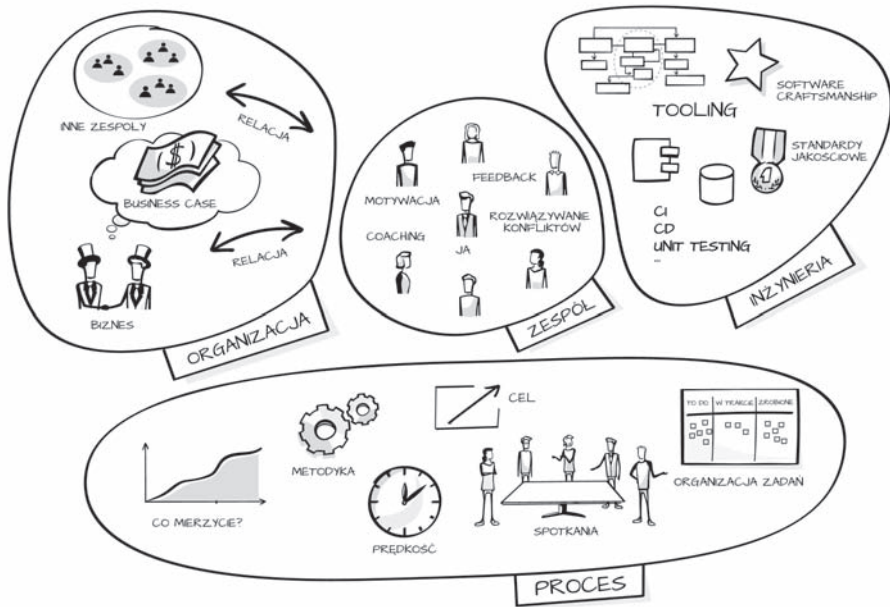 INNE ZESPOŁY
RELACJA
$
BUSINESS CASE
RELACJA
BIZNES
ORGANIZACJA
MOTYWACJA
FEEDBACK
COACHING
JA
ROZWIĄZYWANIE
KONFLIKTÓW
ZESPÓŁ
TOOLING
SOFTWARE
CRAFTSMANSHIP
STANDARDY
JAKOŚCIOWE
1
CI
CD
UNIT TESTING
...
INŻYNIERIA
CO MIERZYCIE?
METODYKA
PRĘDKOŚĆ
CEL
SPOTKANIA
TO DO W TRAKCIE ZROBIONE
ORGANIZACJA ZADAŃ
PROCES